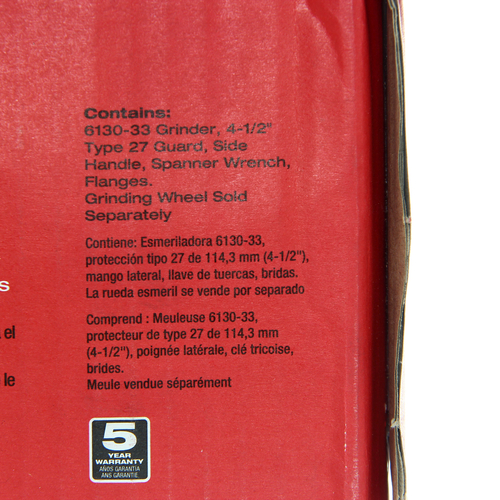 Contains:
6130-33 Grinder, 4-1/2"
Type 27 Guard, Side
Handle, Spanner Wrench,
Flanges.
Grinding Wheel Sold
Separately
Contiene: Esmeriladora 6130-33,
protección tipo 27 de 114,3 mm (4-1/2"),
mango lateral, llave de tuercas, bridas.
La rueda esmeril se vende por separado
s
a el
Comprend : Meuleuse 6130-33,
protecteur de type 27 de 114,3 mm
(4-1/2"), poignée latérale, clé tricoise,
brides.
le
Meule vendue séparément
5
YEAR
WARRANTY
AÑOS GARANTIA
ANS GARANTIE